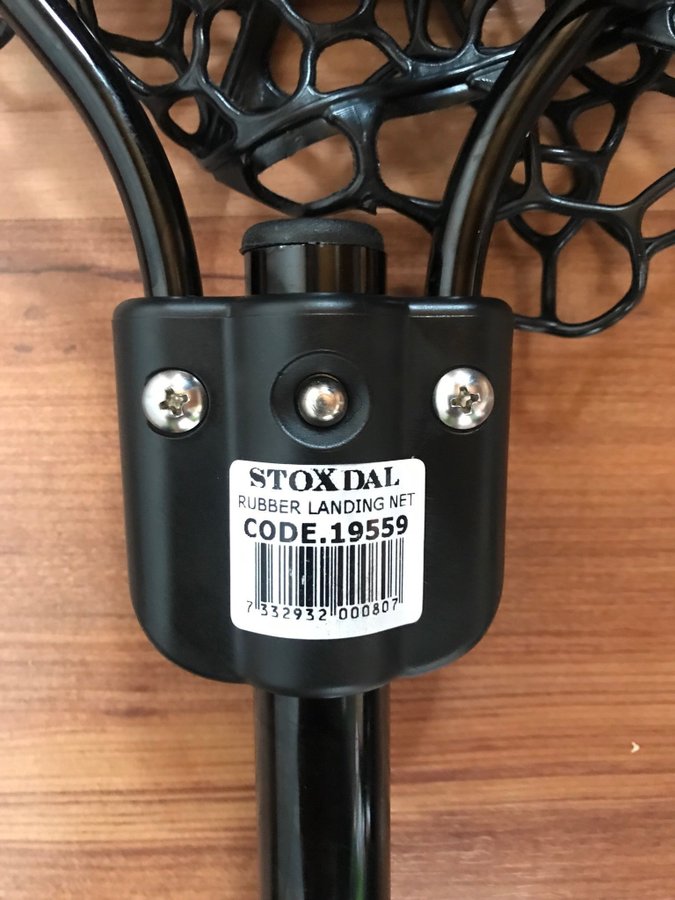 STOXDAL
RUBBER LANDING NET
CODE.19559
7 332932 000807